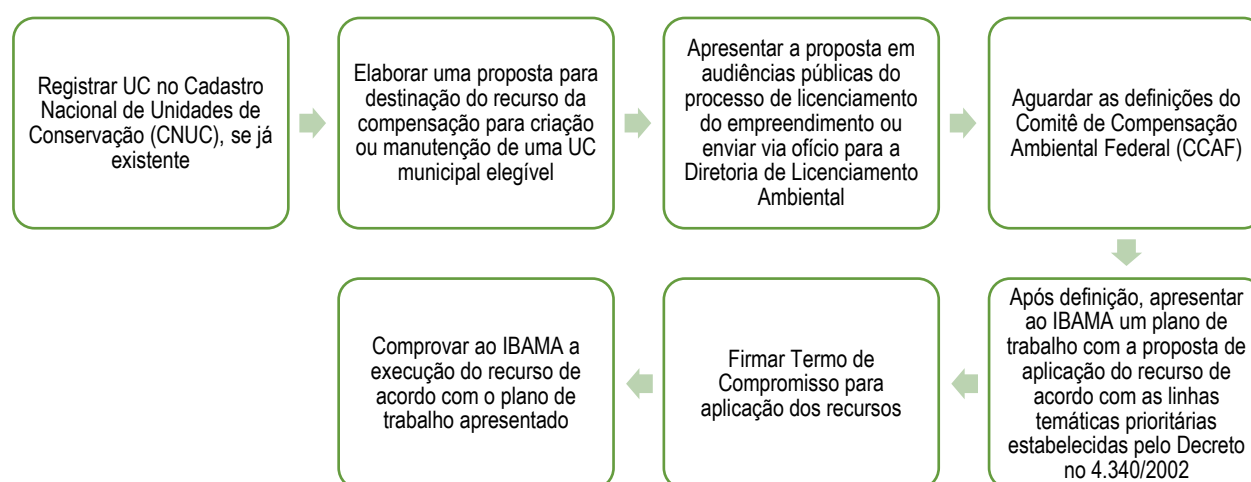 Registrar UC no Cadastro
Nacional de Unidades de
Conservação (CNUC), se já
existente
Elaborar uma proposta para
destinação do recurso da
compensação para criação
ou manutenção de uma UC
municipal elegível
Apresentar a proposta em
audiências públicas do
processo de licenciamento
do empreendimento ou
enviar via ofício para a
Diretoria de Licenciamento
Ambiental
Aguardar as definições do
Comitê de Compensação
Ambiental Federal (CCAF)
Após definição, apresentar
ao IBAMA um plano de
trabalho com a proposta de
aplicação do recurso de
acordo com as linhas
temáticas prioritárias
estabelecidas pelo Decreto
no 4.340/2002
Firmar Termo de
Compromisso para
aplicação dos recursos
Comprovar ao IBAMA a
execução do recurso de
acordo com o plano de
trabalho apresentado